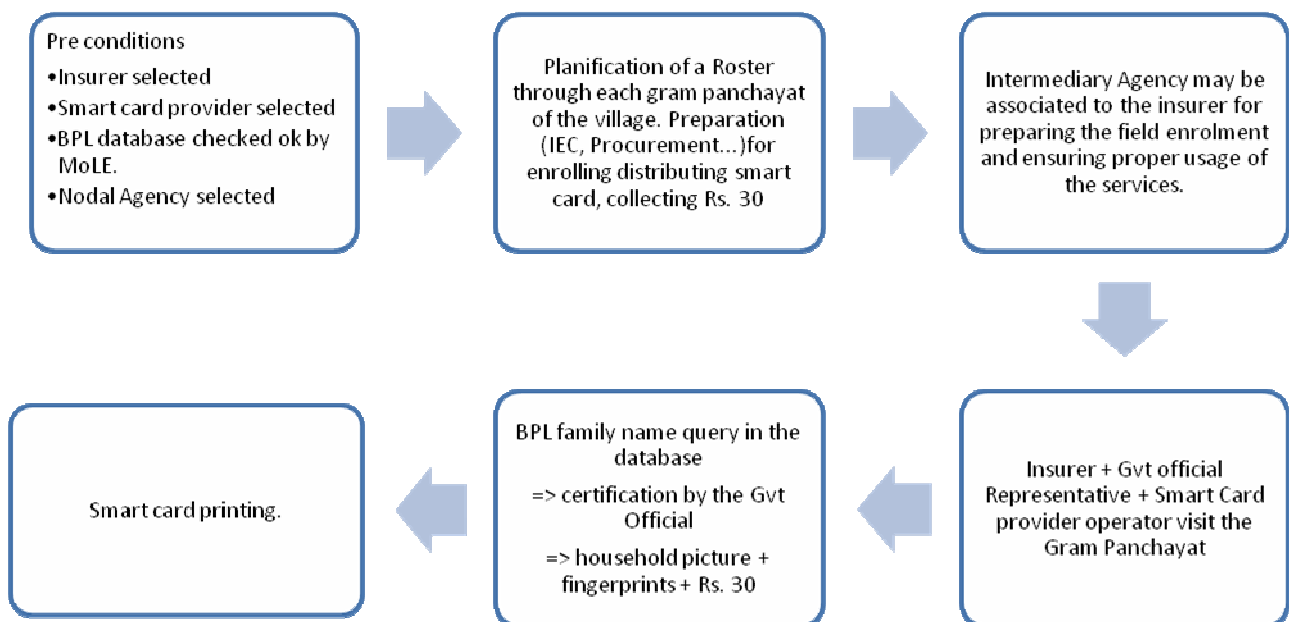 Pre conditions
•Insurer selected
•Smart card provider selected
•BPL database checked ok by
MoLE.
•Nodal Agency selected
Planification of a Roster
through each gram panchayat
of the village. Preparation
(IEC, Procurement...)for
enrolling distributing smart
card, collecting Rs. 30
Intermediary Agency may be
associated to the insurer for
preparing the field enrolment
and ensuring proper usage of
the services.
Insurer + Gvt official
Representative + Smart Card
provider operator visit the
Gram Panchayat
BPL family name query in the
database
=> certification by the Gvt
Official
=> household picture +
fingerprints + Rs. 30
Smart card printing.